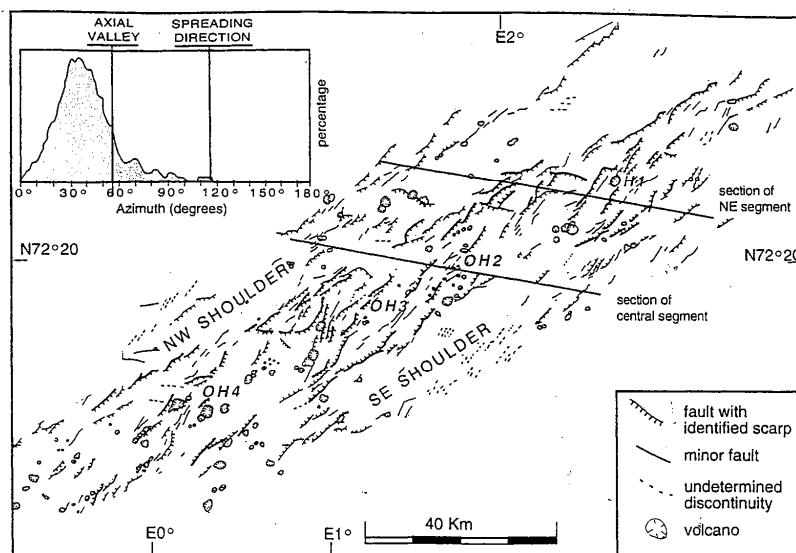 AXIAL
VALLEY
SPREADING
DIRECTION
percentage
0° 30° 60° 90° 120° 150° 180
Azimuth (degrees)
E2°
OH1
section of
NE segment
N72°20
N72°20
OH2
section of
central segment
NW SHOULDER
OH3
SE SHOULDER
OH4
fault with
identified scarp
minor fault
undetermined
discontinuity
volcano
40 Km
E0°
E1°